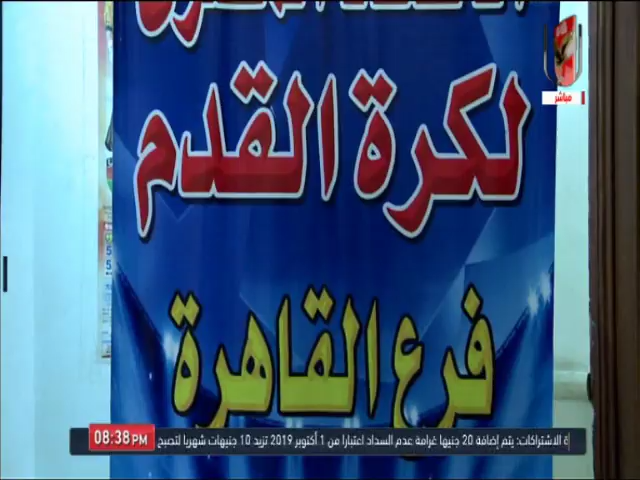 مباشر
لكرة القدم
فرع القاهرة
ة الاشتراكات: يتم إضافة 20 جنيها غرامة عدم السداد اعتبارا من 1 أكتوبر 2019 تزيد 10 جنيهات شهريا لتصبح
08:38 PM